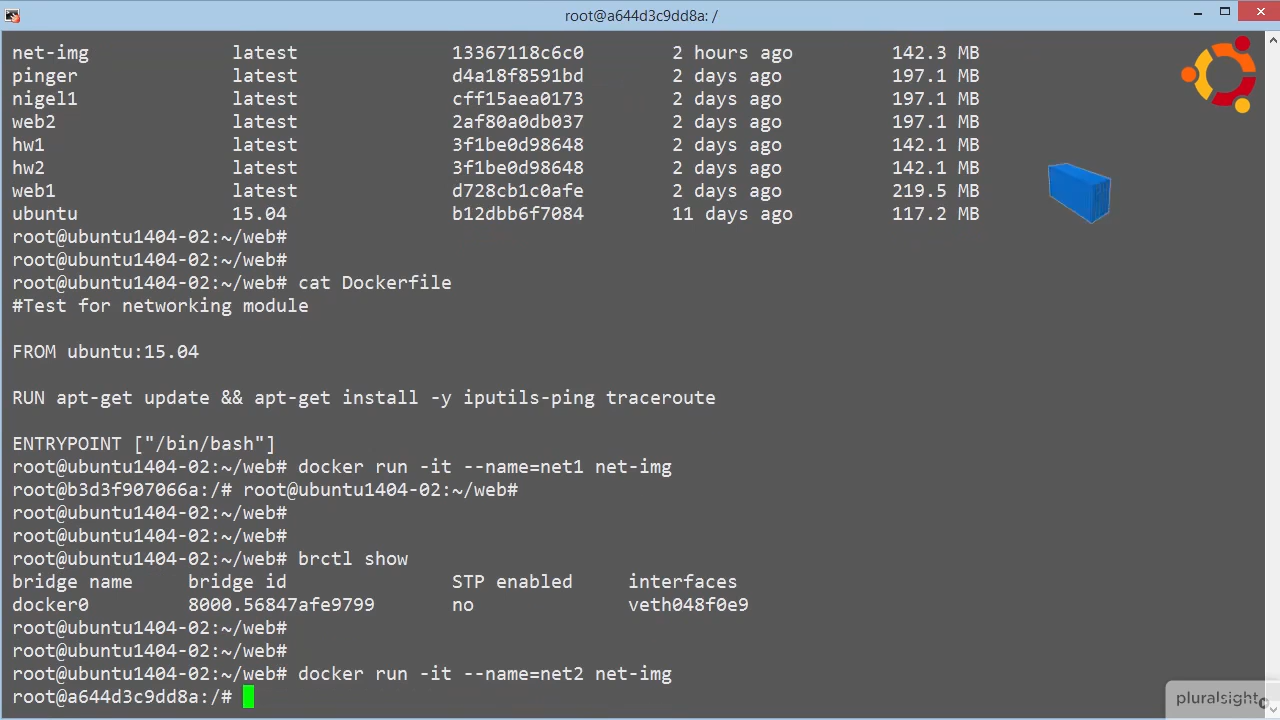 root@a644d3c9dd8a: /
net-img latest 13367118c6c0 2 hours ago 142.3 MB
pinger latest d4a18f8591bd 2 days ago 197.1 MB
nigel1 latest cff15aea0173 2 days ago 197.1 MB
web2 latest 2af80a0db037 2 days ago 197.1 MB
hw1 latest 3f1be0d98648 2 days ago 142.1 MB
hw2 latest 3f1be0d98648 2 days ago 142.1 MB
web1 latest d728cb1c0afe 2 days ago 219.5 MB
ubuntu 15.04 b12dbb6f7084 11 days ago 117.2 MB
root@ubuntu1404-02:~/web#
root@ubuntu1404-02:~/web#
root@ubuntu1404-02:~/web# cat Dockerfile
#Test for networking module
FROM ubuntu:15.04
RUN apt-get update && apt-get install -y iputils-ping traceroute
ENTRYPOINT ["/bin/bash"]
root@ubuntu1404-02:~/web# docker run -it --name=net1 net-img
root@b3d3f907066a:/# root@ubuntu1404-02:~/web#
root@ubuntu1404-02:~/web#
root@ubuntu1404-02:~/web#
root@ubuntu1404-02:~/web# brctl show
bridge name bridge id STP enabled interfaces
docker0 8000.56847afe9799 no veth048f0e9
root@ubuntu1404-02:~/web#
root@ubuntu1404-02:~/web#
root@ubuntu1404-02:~/web# docker run -it --name=net2 net-img
root@a644d3c9dd8a:/#
pluralsight